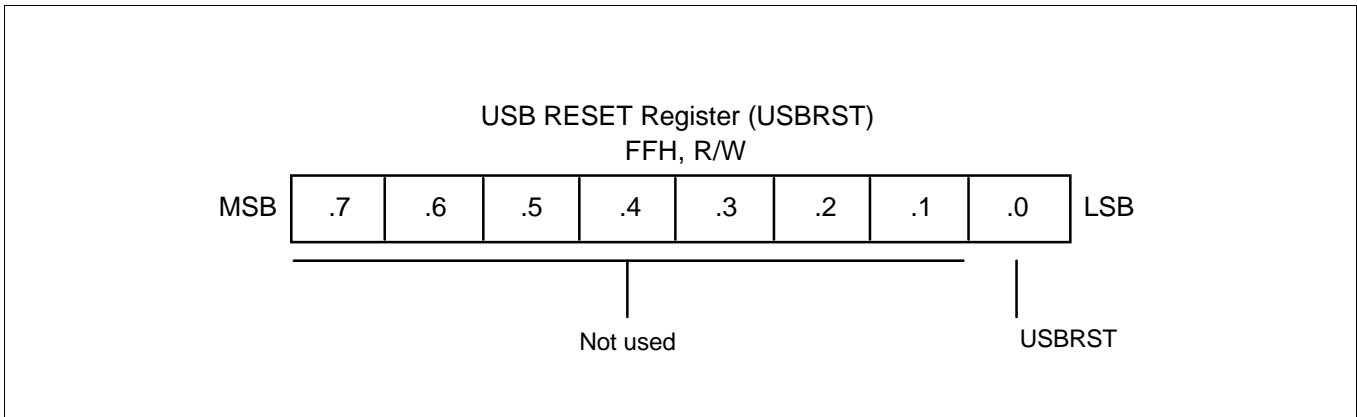 USB RESET Register (USBRST)
FFH, R/W
MSB .7 .6 .5 .4 .3 .2 .1 .0 LSB
Not used USBRST